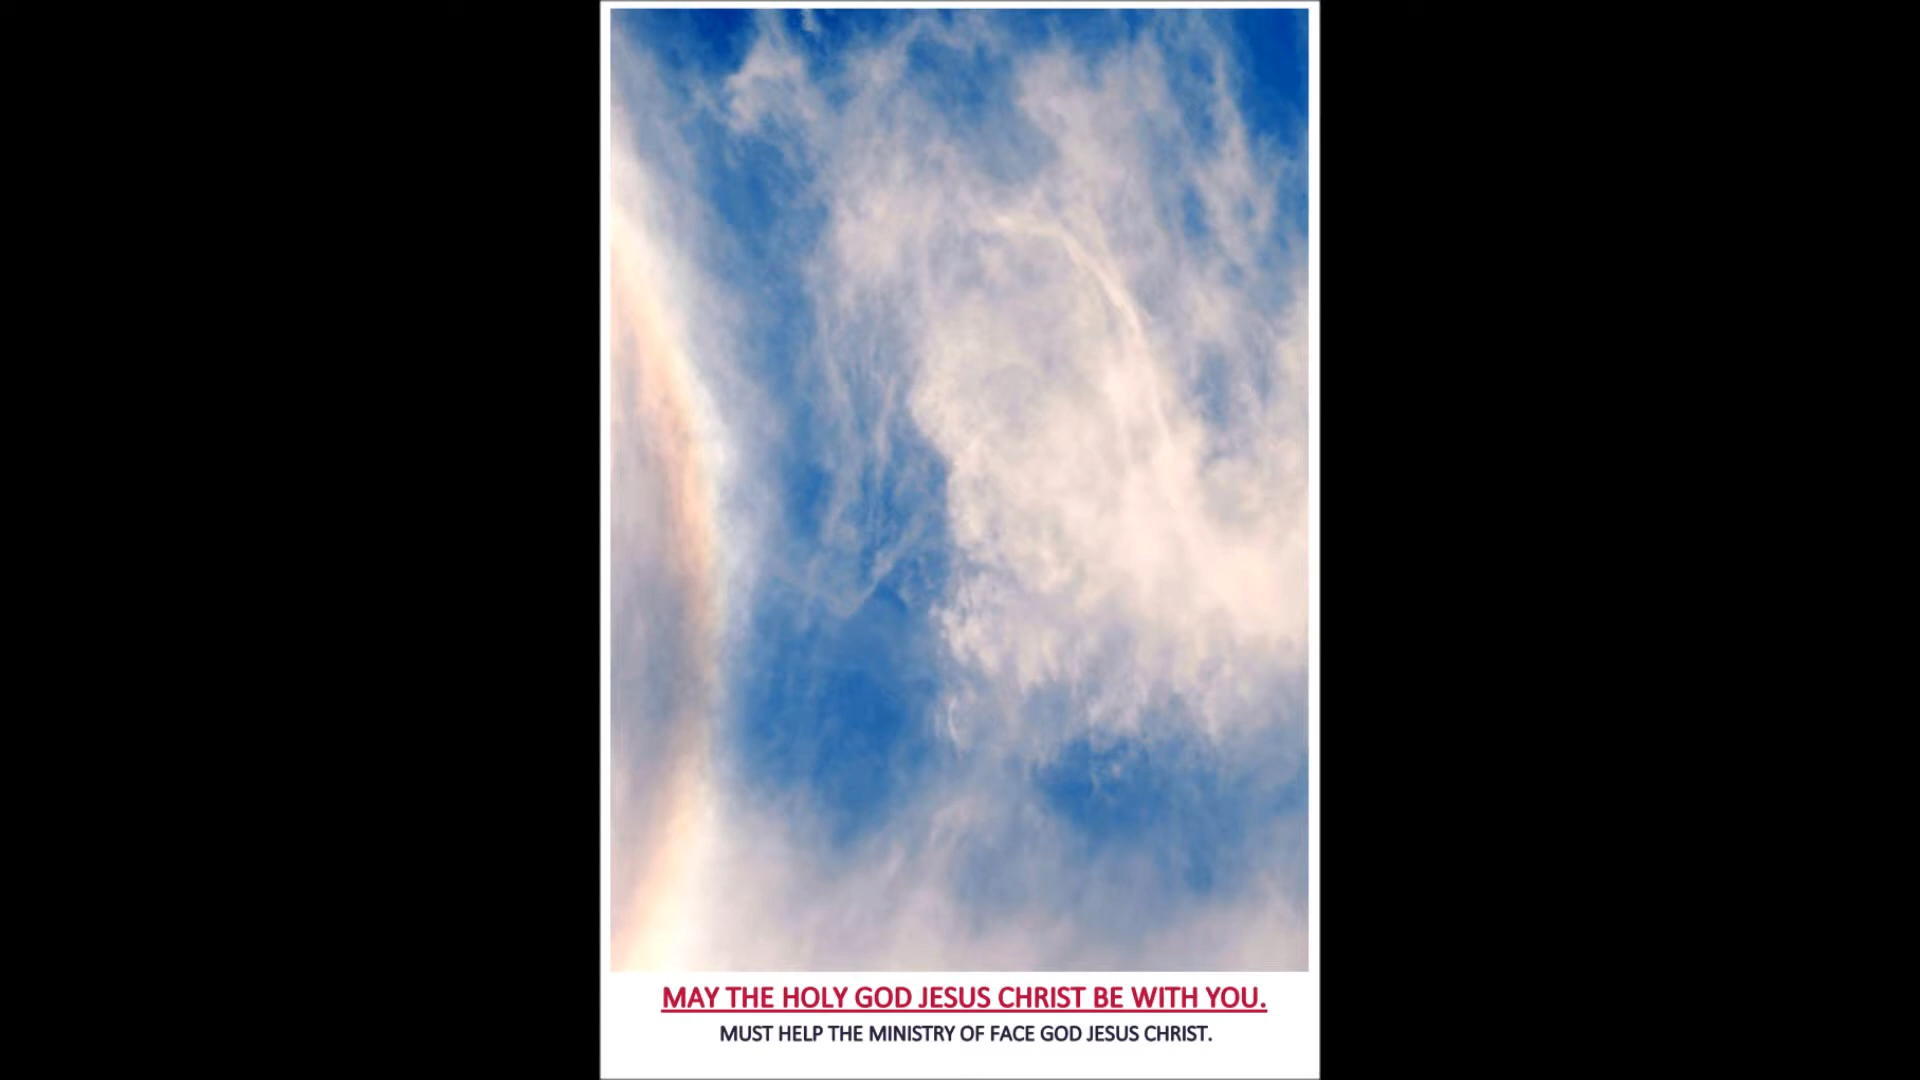 MAY THE HOLY GOD JESUS CHRIST BE WITH YOU.
MUST HELP THE MINISTRY OF FACE GOD JESUS CHRIST.